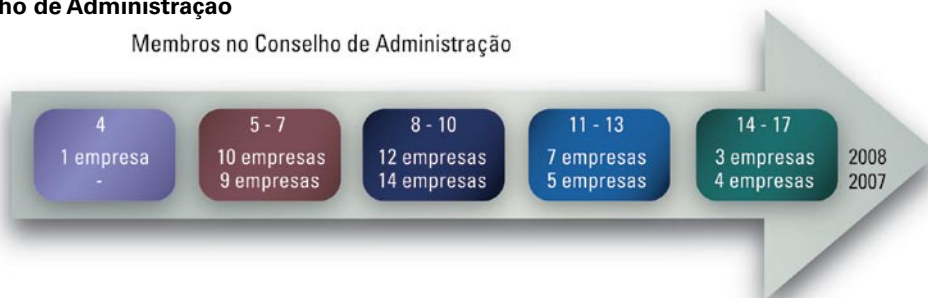 ho de Administração
Membros no Conselho de Administração
4
1 empresa
-
5 - 7
10 empresas
9 empresas
8 - 10
12 empresas
14 empresas
11 - 13
7 empresas
5 empresas
14 - 17
3 empresas
4 empresas
2008
2007